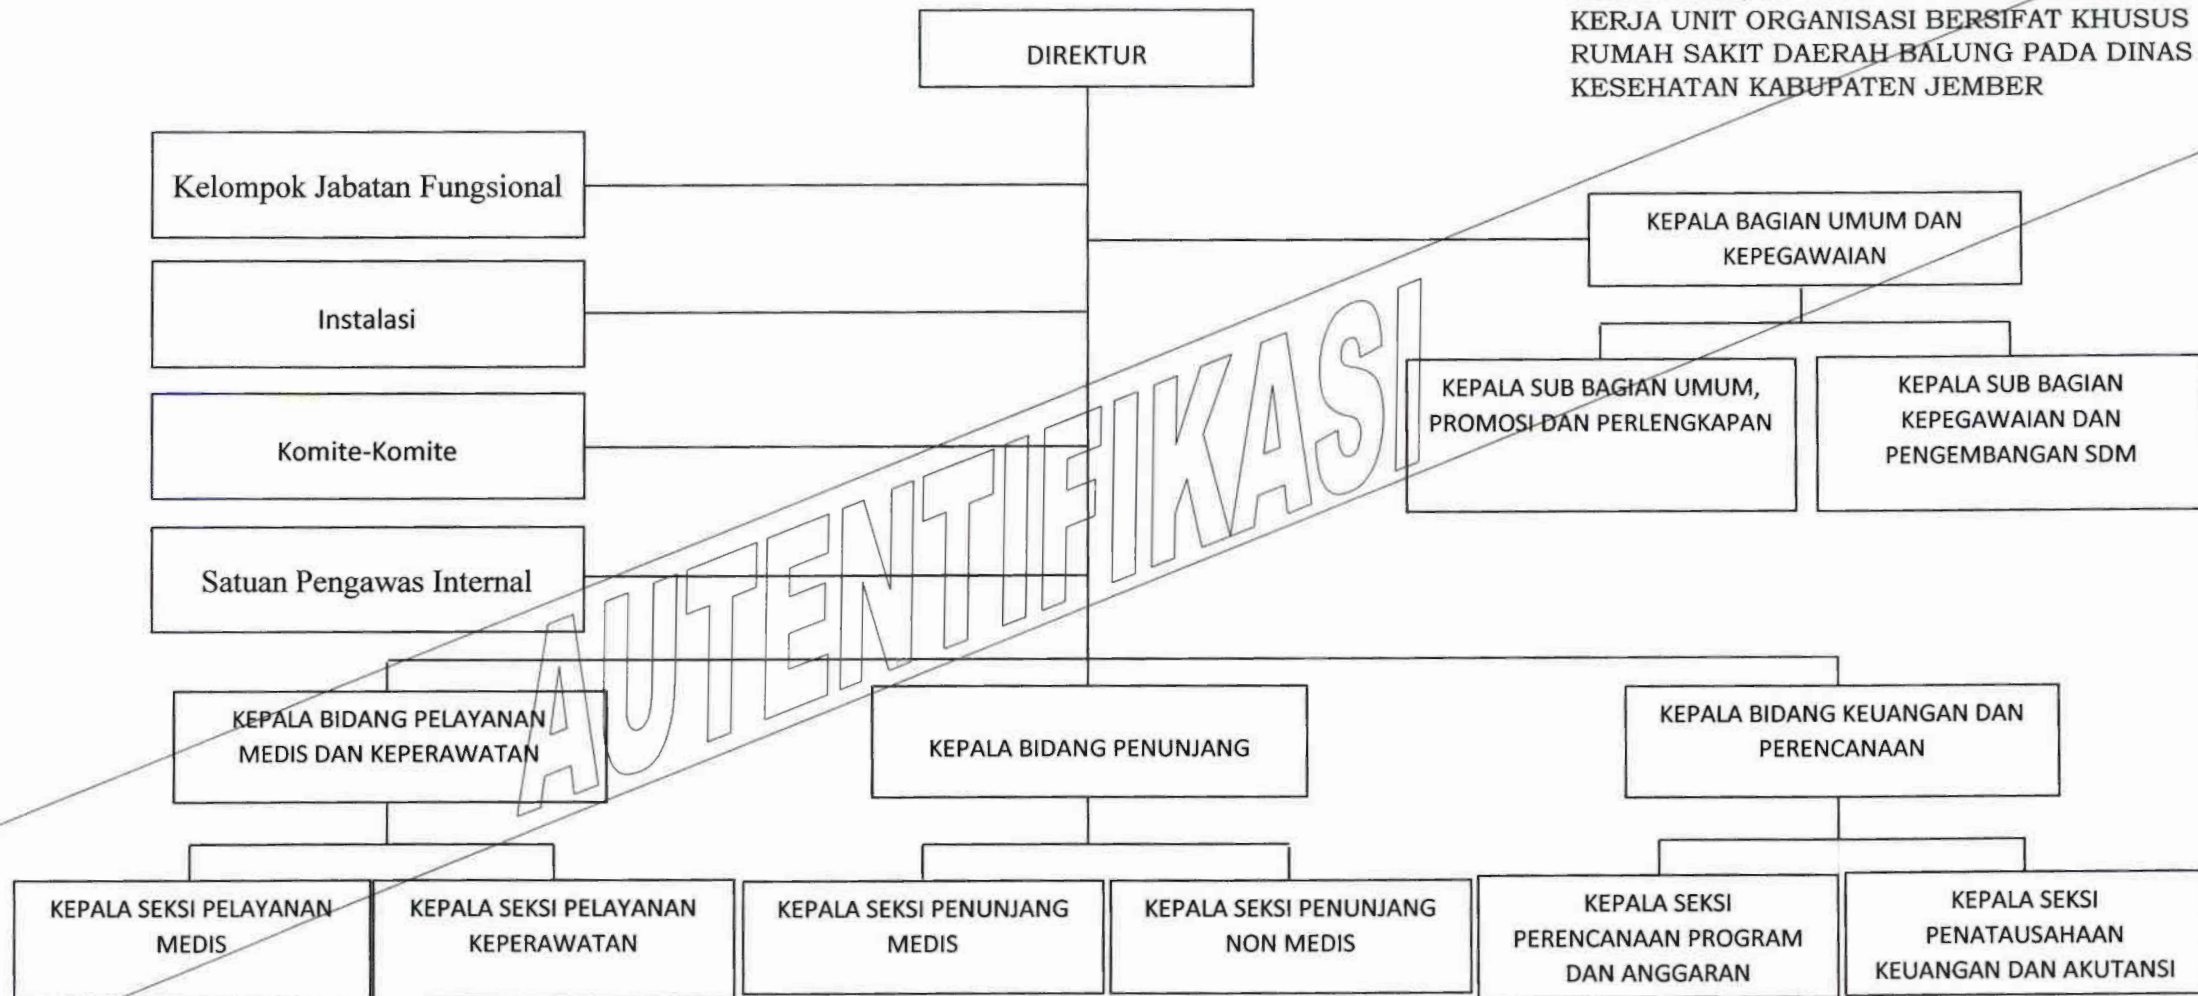 KERJA UNIT ORGANISASI BERSIFAT KHUSUS
RUMAH SAKIT DAERAH BALUNG PADA DINAS
KESEHATAN KABUPATEN JEMBER
DIREKTUR
Kelompok Jabatan Fungsional
Instalasi
Komite-Komite
Satuan Pengawas Internal
KEPALA BAGIAN UMUM DAN
KEPEGAWAIAN
KEPALA SUB BAGIAN UMUM,
PROMOSI DAN PERLENGKAPAN
KEPALA SUB BAGIAN
KEPEGAWAIAN DAN
PENGEMBANGAN SDM
AUTENTIFIKASI
KEPALA BIDANG PELAYANAN
MEDIS DAN KEPERAWATAN
KEPALA BIDANG PENUNJANG
KEPALA BIDANG KEUANGAN DAN
PERENCANAAN
KEPALA SEKSI PELAYANAN
MEDIS
KEPALA SEKSI PELAYANAN
KEPERAWATAN
KEPALA SEKSI PENUNJANG
MEDIS
KEPALA SEKSI PENUNJANG
NON MEDIS
KEPALA SEKSI
PERENCANAAN PROGRAM
DAN ANGGARAN
KEPALA SEKSI
PENATAUSAHAAN
KEUANGAN DAN AKUTANSI